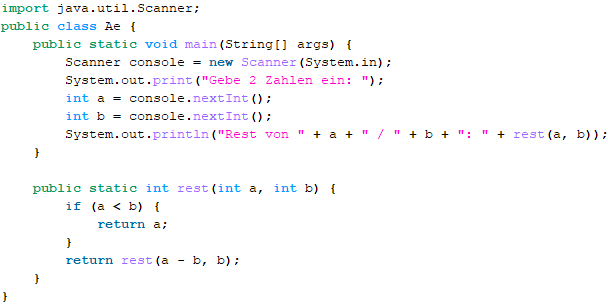 import java.util.Scanner;
public class Ae {
    public static void main(String[] args) {
        Scanner console = new Scanner(System.in);
        System.out.print("Gebe 2 Zahlen ein: ");
        int a = console.nextInt();
        int b = console.nextInt();
        System.out.println("Rest von " + a + " / " + b + ": " + rest(a, b));
    }

    public static int rest(int a, int b) {
        if (a < b) {
            return a;
        }
        return rest(a - b, b);
    }
}